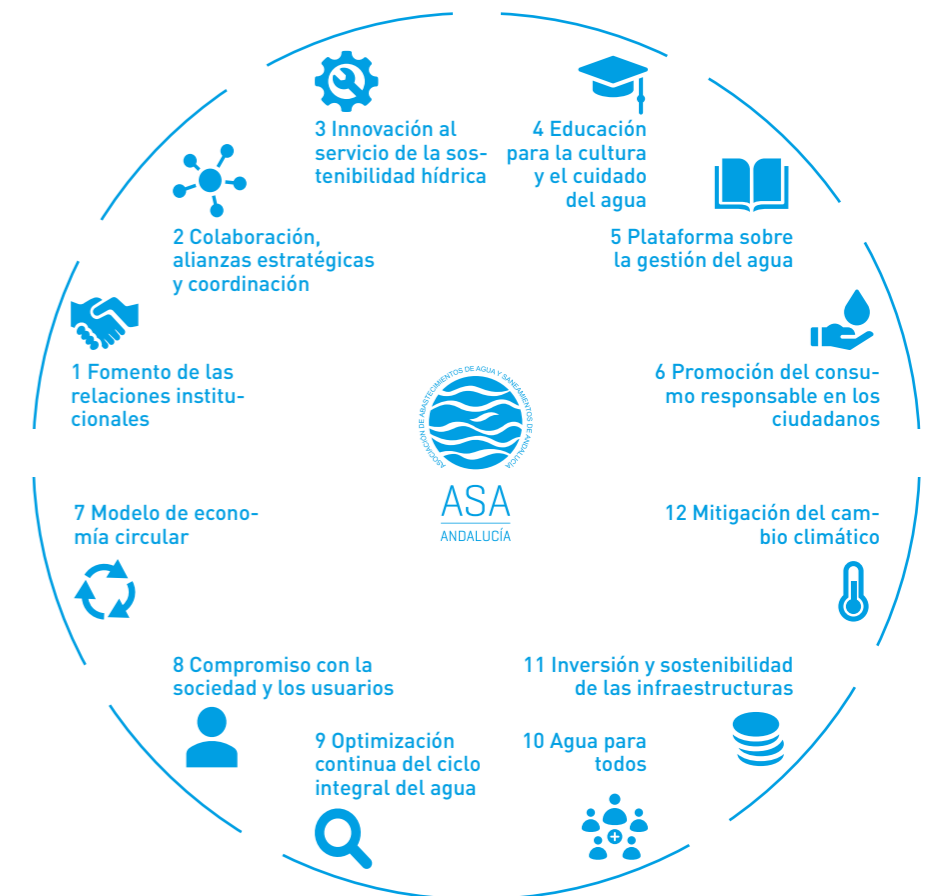 1 Fomento de las
relaciones institu-
cionales
2 Colaboración,
alianzas estratégicas
y coordinación
3 Innovación al
servicio de la sos-
tenibilidad hídrica
4 Educación
para la cultura
y el cuidado
del agua
5 Plataforma sobre
la gestión del agua
6 Promoción del consu-
mo responsable en los
ciudadanos
ASOCIACIÓN DE ABASTECIMIENTOS DE AGUA Y SANEAMIENTOS DE ANDALUCÍA
ASA
ANDALUCÍA
7 Modelo de econo-
mía circular
8 Compromiso con la
sociedad y los usuarios
9 Optimización
continua del ciclo
integral del agua
10 Agua para
todos
11 Inversión y sostenibilidad
de las infraestructuras
12 Mitigación del cam-
bio climático